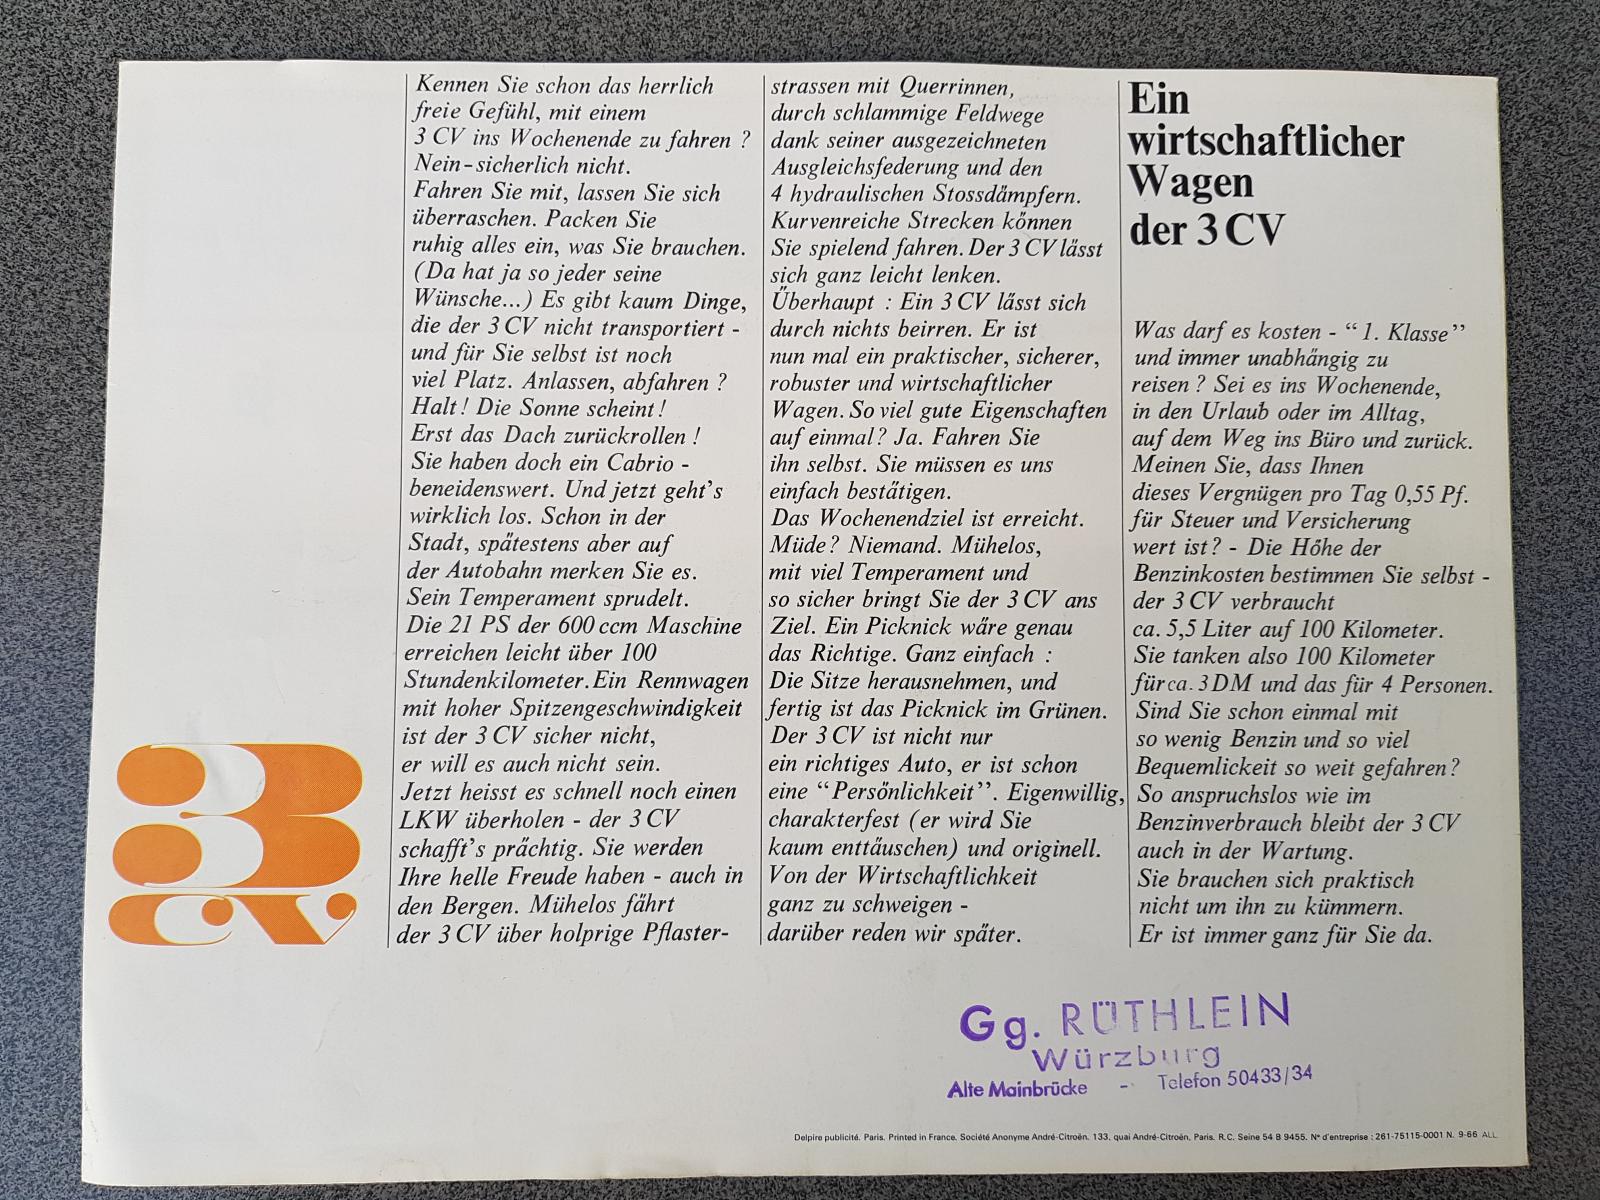 Kennen Sie schon das herrlich
freie Gefühl, mit einem
3 CV ins Wochenende zu fahren ?
Nein-sicherlich nicht.
Fahren Sie mit, lassen Sie sich
überraschen. Packen Sie
ruhig alles ein, was Sie brauchen.
(Da hat ja so jeder seine
Wünsche...) Es gibt kaum Dinge,
die der 3 CV nicht transportiert -
und für Sie selbst ist noch
viel Platz. Anlassen, abfahren ?
Halt! Die Sonne scheint!
Erst das Dach zurückrollen !
Sie haben doch ein Cabrio -
beneidenswert. Und jetzt geht's
wirklich los. Schon in der
Stadt, spätestens aber auf
der Autobahn merken Sie es.
Sein Temperament sprudelt.
Die 21 PS der 600 ccm Maschine
erreichen leicht über 100
Stundenkilometer. Ein Rennwagen
mit hoher Spitzengeschwindigkeit
ist der 3 CV sicher nicht,
er will es auch nicht sein.
Jetzt heisst es schnell noch einen
LKW überholen - der 3 CV
schafft's prächtig. Sie werden
Ihre helle Freude haben - auch in
den Bergen. Mühelos fährt
der 3 CV über holprige Pflaster-
strassen mit Querrinnen,
durch schlammige Feldwege
dank seiner ausgezeichneten
Ausgleichsfederung und den
4 hydraulischen Stossdämpfern.
Kurvenreiche Strecken können
Sie spielend fahren. Der 3 CV lässt
sich ganz leicht lenken.
Überhaupt : Ein 3 CV lässt sich
durch nichts beirren. Er ist
nun mal ein praktischer, sicherer,
robuster und wirtschaftlicher
Wagen. So viel gute Eigenschaften
auf einmal? Ja. Fahren Sie
ihn selbst. Sie müssen es uns
einfach bestätigen.
Das Wochenendziel ist erreicht.
Müde? Niemand. Mühelos,
mit viel Temperament und
so sicher bringt Sie der 3 CV ans
Ziel. Ein Picknick wäre genau
das Richtige. Ganz einfach :
Die Sitze herausnehmen, und
fertig ist das Picknick im Grünen.
Der 3 CV ist nicht nur
ein richtiges Auto, er ist schon
eine “Persönlichkeit”. Eigenwillig,
charakterfest (er wird Sie
kaum enttäuschen) und originell.
Von der Wirtschaftlichkeit
ganz zu schweigen -
darüber reden wir später.
Ein
wirtschaftlicher
Wagen
der 3 CV
Was darf es kosten - “ 1. Klasse”
und immer unabhängig zu
reisen ? Sei es ins Wochenende,
in den Urlaub oder im Alltag,
auf dem Weg ins Büro und zurück.
Meinen Sie, dass Ihnen
dieses Vergnügen pro Tag 0,55 Pf.
für Steuer und Versicherung
wert ist? - Die Höhe der
Benzinkosten bestimmen Sie selbst -
der 3 CV verbraucht
ca. 5,5 Liter auf 100 Kilometer.
Sie tanken also 100 Kilometer
für ca. 3 DM und das für 4 Personen.
Sind Sie schon einmal mit
so wenig Benzin und so viel
Bequemlickeit so weit gefahren?
So anspruchslos wie im
Benzinverbrauch bleibt der 3 CV
auch in der Wartung.
Sie brauchen sich praktisch
nicht um ihn zu kümmern.
Er ist immer ganz für Sie da.
3
CV
Gg. RÜTHLEIN
Würzburg
Alte Mainbrücke - Telefon 50433/34
Delpire publicité. Paris. Printed in France. Société Anonyme André-Citroën. 133, quai André-Citroën, Paris. R.C. Seine 54 B 9455. N° d'entreprise : 261-75115-0001 N. 9-66 ALL